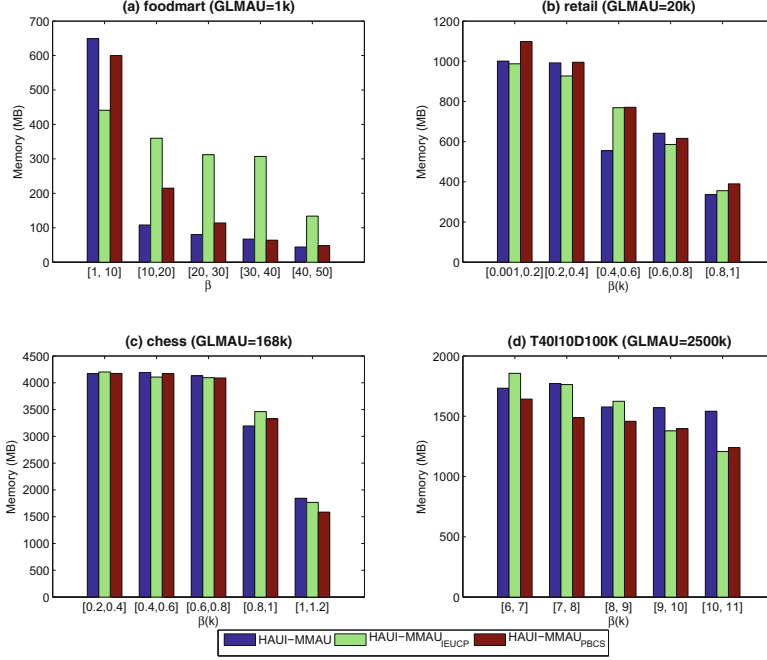 (a) foodmart (GLMAU=1k)
700
600
500
400
300
200
100
0
Memory (MB)
[1, 10] [10,20] [20, 30] [30, 40] [40, 50]
β
(b) retail (GLMAU=20k)
1200
1000
800
600
400
200
0
Memory (MB)
[0.001,0.2] [0.2,0.4] [0.4,0.6] [0.6,0.8] [0.8,1]
β(k)
(c) chess (GLMAU=168k)
4500
4000
3500
3000
2500
2000
1500
1000
500
0
Memory (MB)
[0.2,0.4] [0.4,0.6] [0.6,0.8] [0.8,1] [1,1.2]
β(k)
(d) T40I10D100K (GLMAU=2500k)
2000
1500
1000
500
0
Memory (MB)
[6, 7] [7, 8] [8, 9] [9, 10] [10, 11]
β(k)
HAUI−MMAU HAUI−MMAU_IEUCP HAUI−MMAU_PBCS